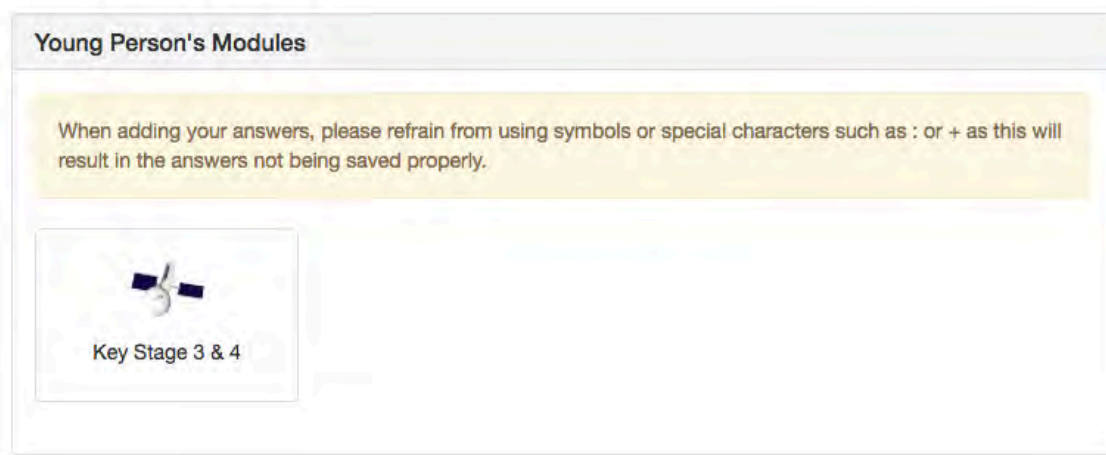 Young Person's Modules
When adding your answers, please refrain from using symbols or special characters such as : or + as this will
result in the answers not being saved properly.
Key Stage 3 & 4